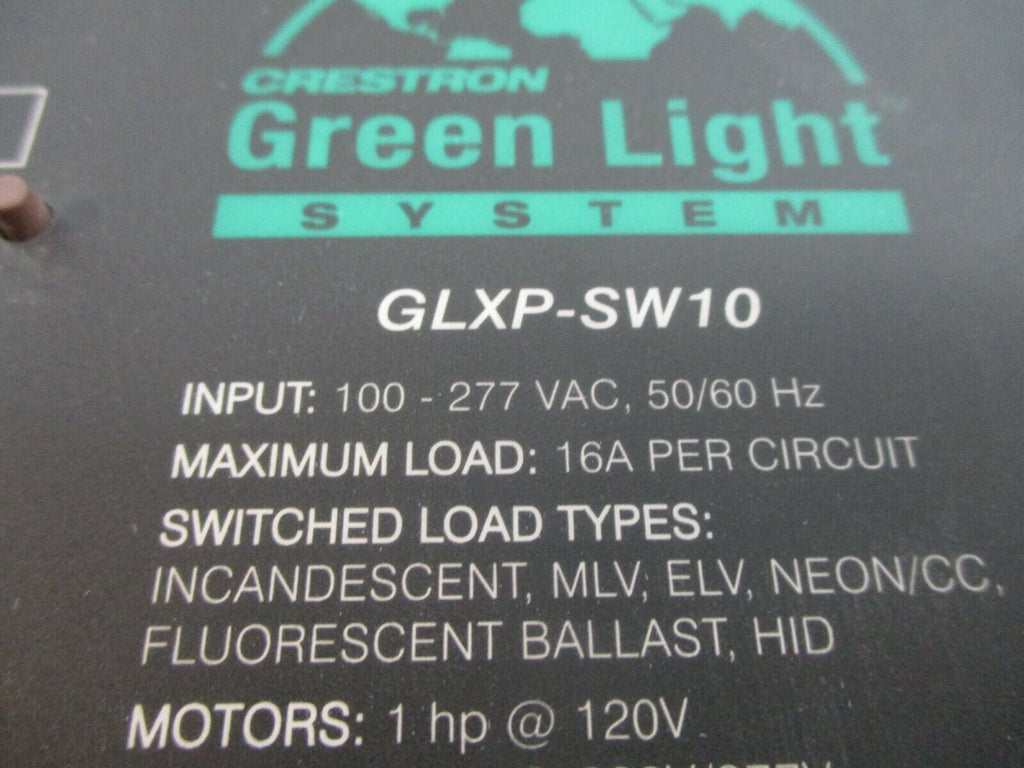 CRESTRON
Green Light
SYSTEM
GLXP-SW10
INPUT: 100 - 277 VAC, 50/60 Hz
MAXIMUM LOAD: 16A PER CIRCUIT
SWITCHED LOAD TYPES:
INCANDESCENT, MLV, ELV, NEON/CC,
FLUORESCENT BALLAST, HID
MOTORS: 1 hp @ 120V